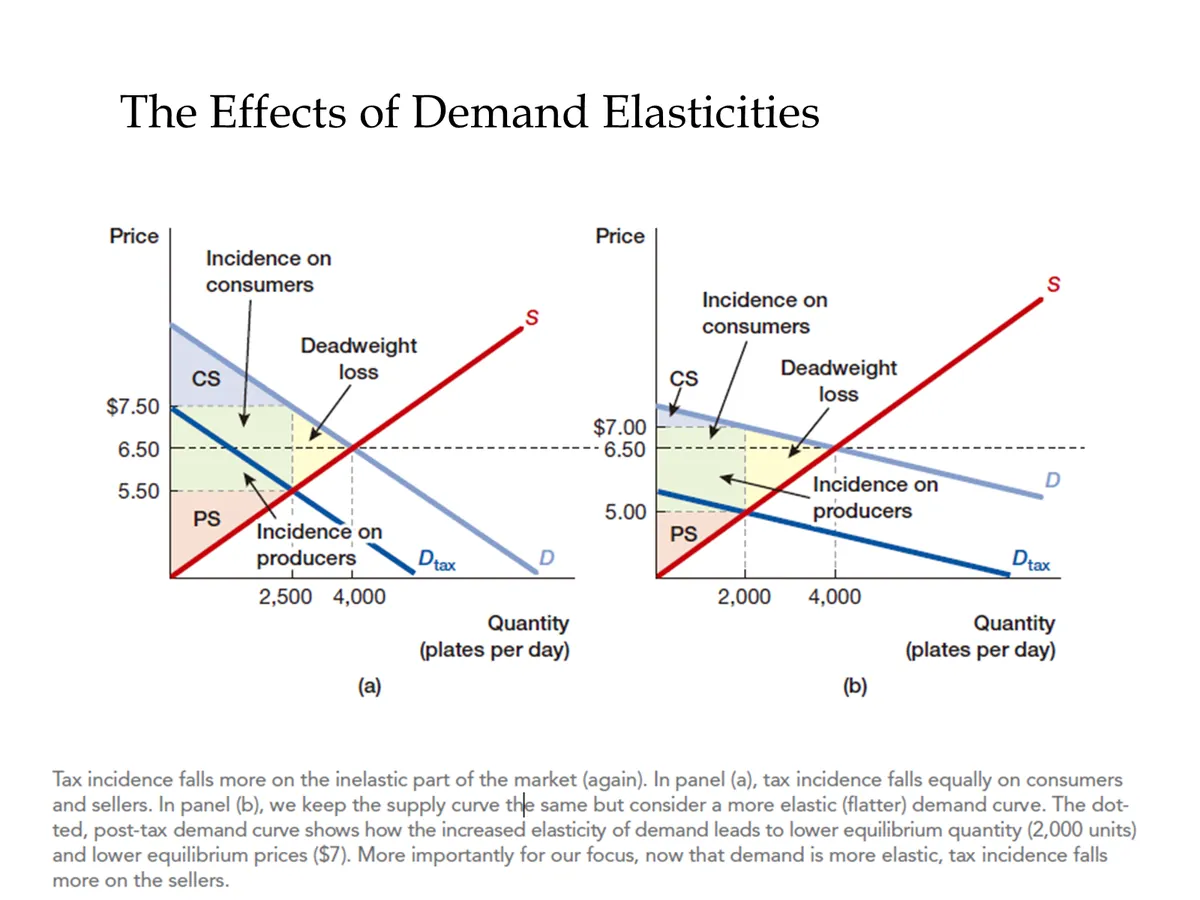 The Effects of Demand Elasticities
Price
Incidence on
consumers
Deadweight
loss
S
CS
$7.50
6.50
5.50
PS
Incidence on
producers
Dtax
D
2,500
4,000
Quantity
(plates per day)
(a)
Price
Incidence on
consumers
Deadweight
loss
S
CS
$7.00
6.50
5.00
Incidence on
producers
PS
D
Dtax
2,000
4,000
Quantity
(plates per day)
(b)
Tax incidence falls more on the inelastic part of the market (again). In panel (a), tax incidence falls equally on consumers
and sellers. In panel (b), we keep the supply curve the same but consider a more elastic (flatter) demand curve. The dot-
ted, post-tax demand curve shows how the increased elasticity of demand leads to lower equilibrium quantity (2,000 units)
and lower equilibrium prices ($7). More importantly for our focus, now that demand is more elastic, tax incidence falls
more on the sellers.